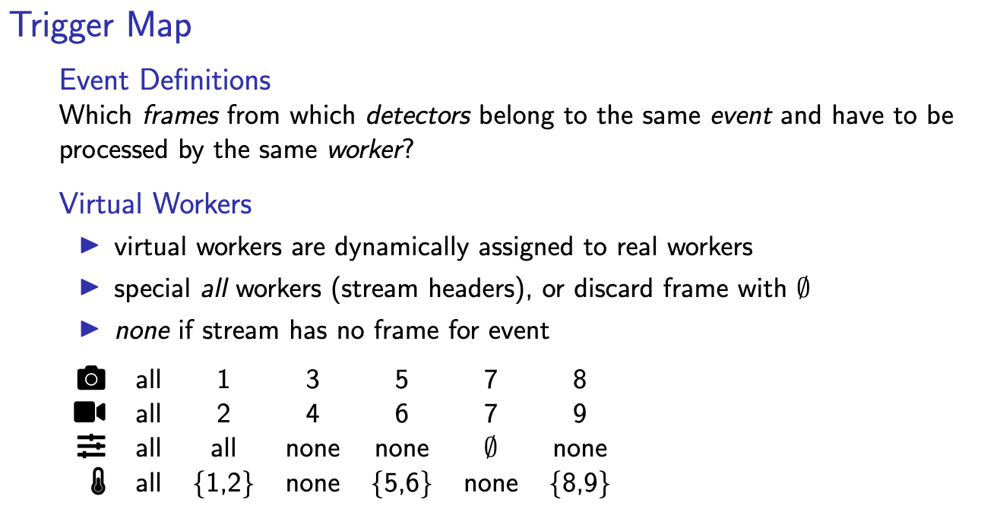 Trigger Map
Event Definitions
Which frames from which detectors belong to the same event and have to be
processed by the same worker?
Virtual Workers
virtual workers are dynamically assigned to real workers
special all workers (stream headers), or discard frame with ∅
none if stream has no frame for event
all 1 3 5 7 8
all 2 4 6 7 9
all all none none ∅ none
all {1,2} none {5,6} none {8,9}